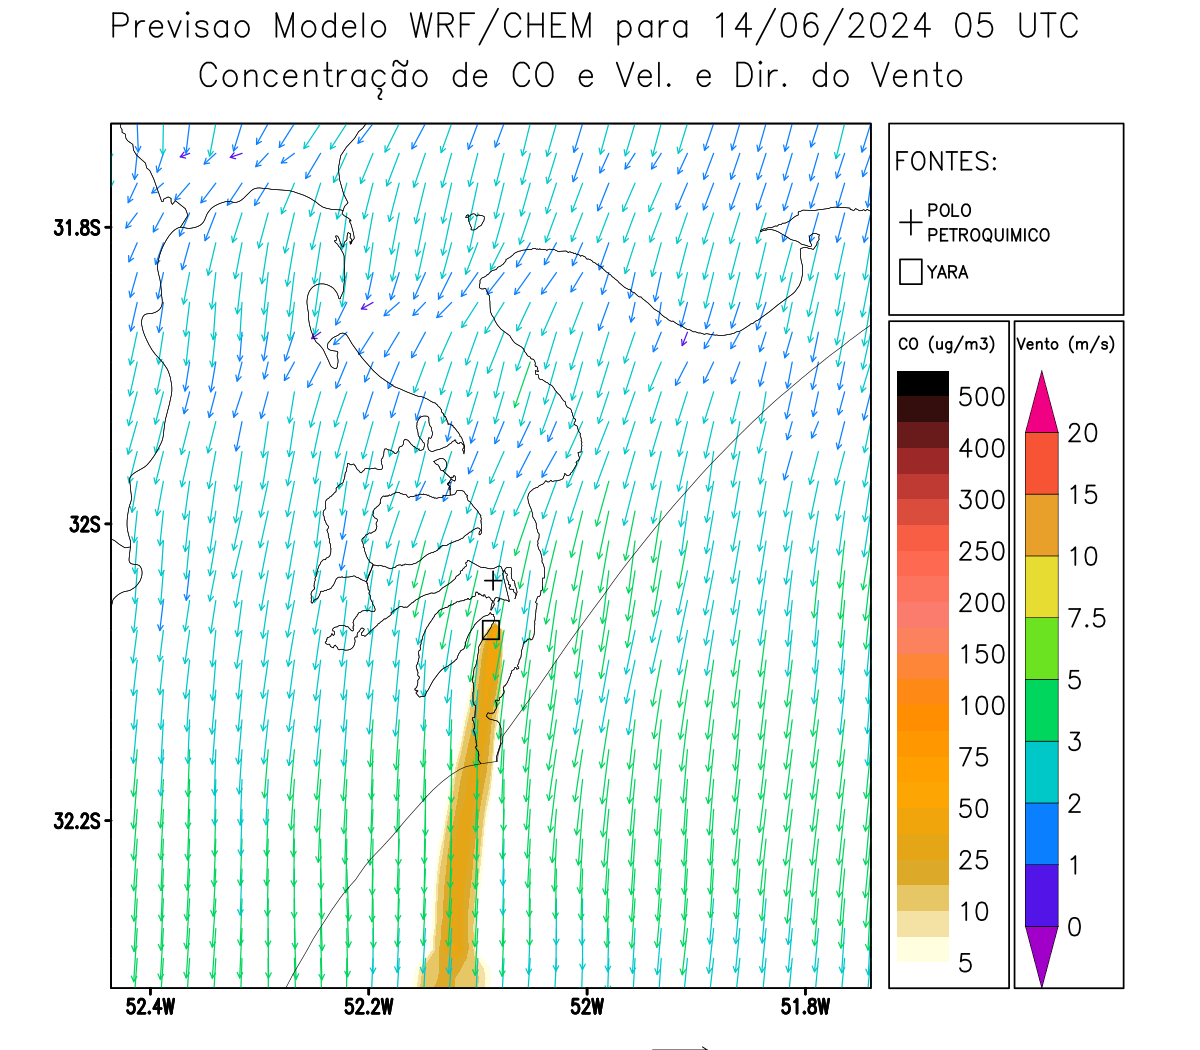 Previsao Modelo WRF/CHEM para 14/06/2024 05 UTC
Concentração de CO e Vel. e Dir. do Vento
FONTES:
POLO
PETROQUIMICO
YARA
CO (ug/m3)
500
400
300
250
200
150
100
75
50
25
10
5
Vento (m/s)
20
15
10
7.5
5
3
2
1
0
31.8S
32S
32.2S
52.4W
52.2W
52W
51.8W